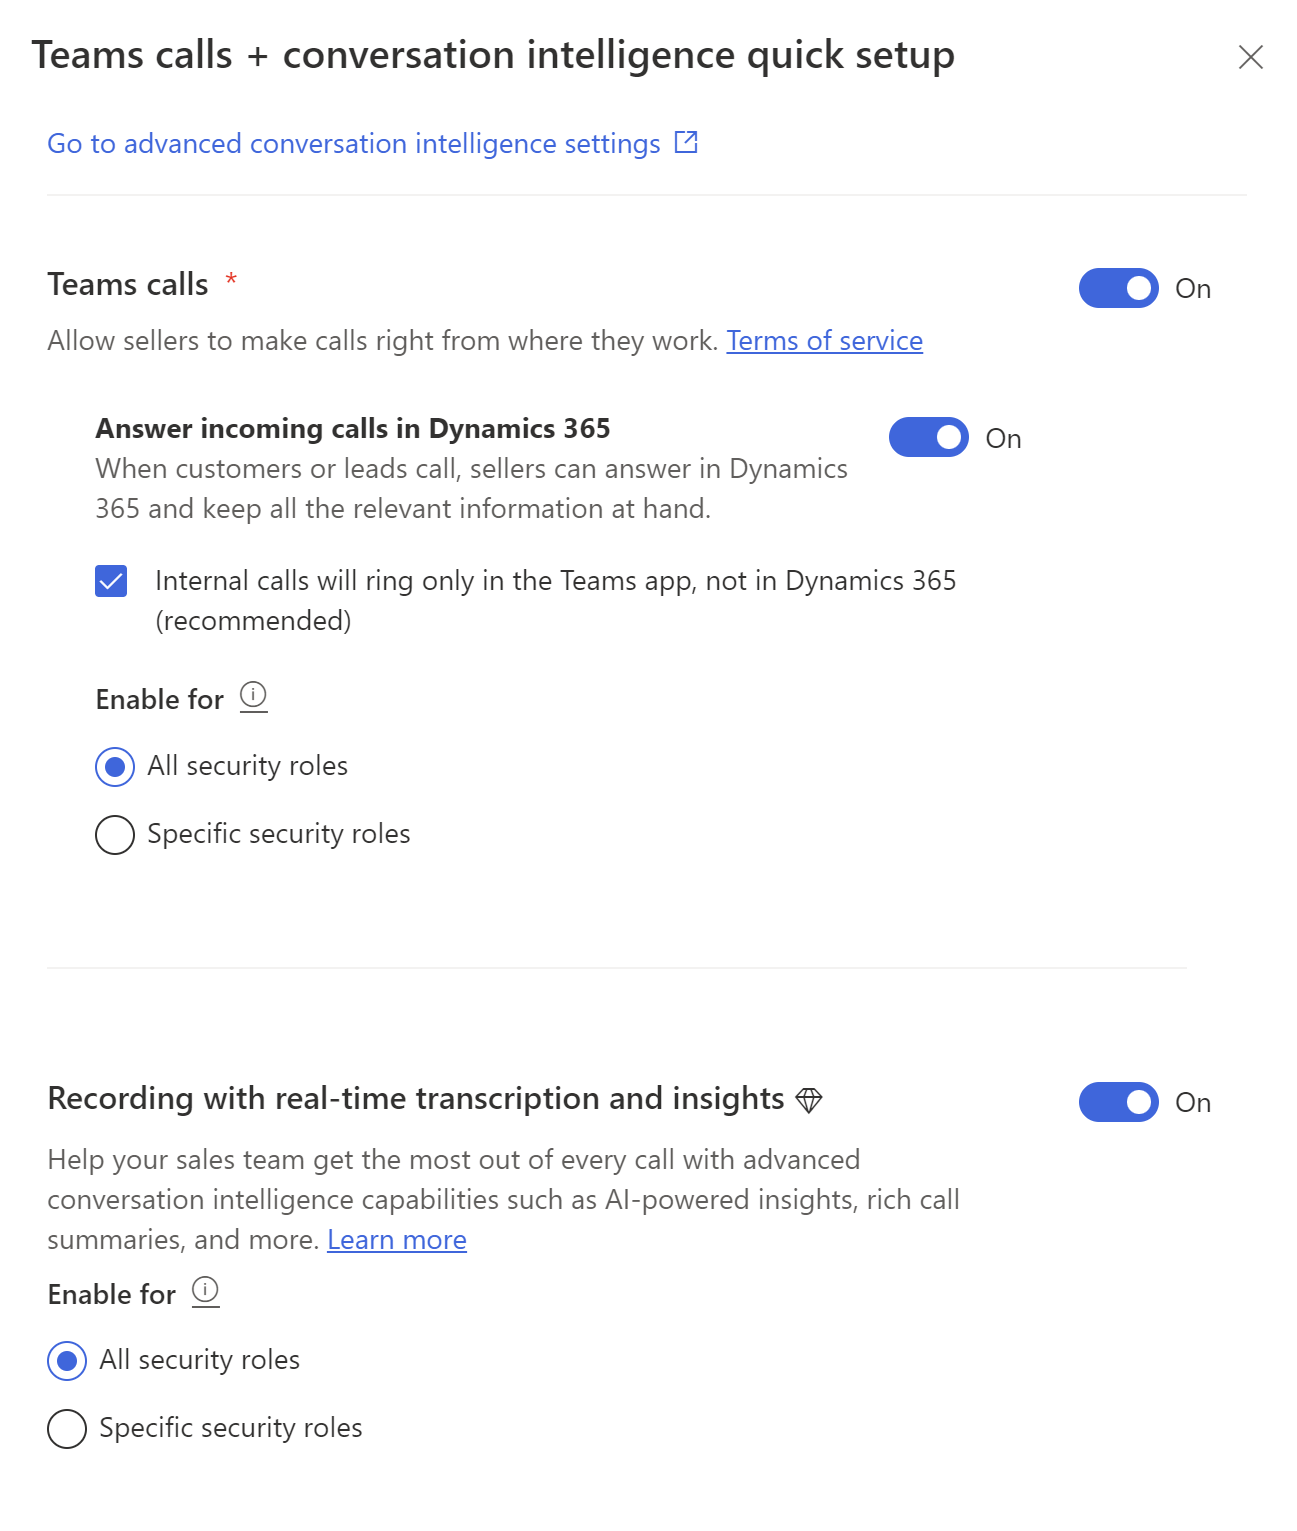 Teams calls + conversation intelligence quick setup
Go to advanced conversation intelligence settings
Teams calls *
On
Allow sellers to make calls right from where they work. Terms of service
Answer incoming calls in Dynamics 365
On
When customers or leads call, sellers can answer in Dynamics
365 and keep all the relevant information at hand.
Internal calls will ring only in the Teams app, not in Dynamics 365
(recommended)
Enable for
All security roles
Specific security roles
Recording with real-time transcription and insights
On
Help your sales team get the most out of every call with advanced
conversation intelligence capabilities such as AI-powered insights, rich call
summaries, and more. Learn more
Enable for
All security roles
Specific security roles